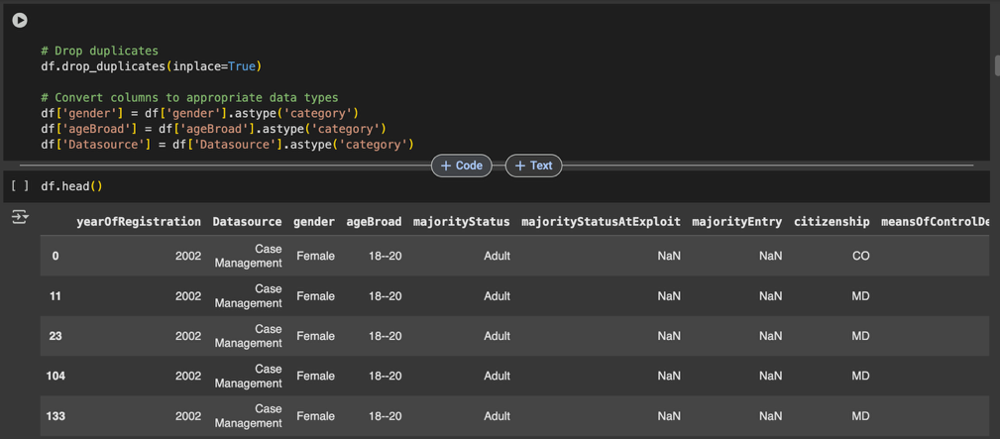 # Drop duplicates
df.drop_duplicates(inplace=True)
# Convert columns to appropriate data types
df['gender'] = df['gender'].astype('category')
df['ageBroad'] = df['ageBroad'].astype('category')
df['Datasource'] = df['Datasource'].astype('category')
+ Code + Text
[ ] df.head()
yearOfRegistration Datasource gender ageBroad majorityStatus majorityStatusAtExploit majorityEntry citizenship meansOfControlDe
0 2002 Case Management Female 18--20 Adult NaN NaN CO
11 2002 Case Management Female 18--20 Adult NaN NaN MD
23 2002 Case Management Female 18--20 Adult NaN NaN MD
104 2002 Case Management Female 18--20 Adult NaN NaN MD
133 2002 Case Management Female 18--20 Adult NaN NaN MD